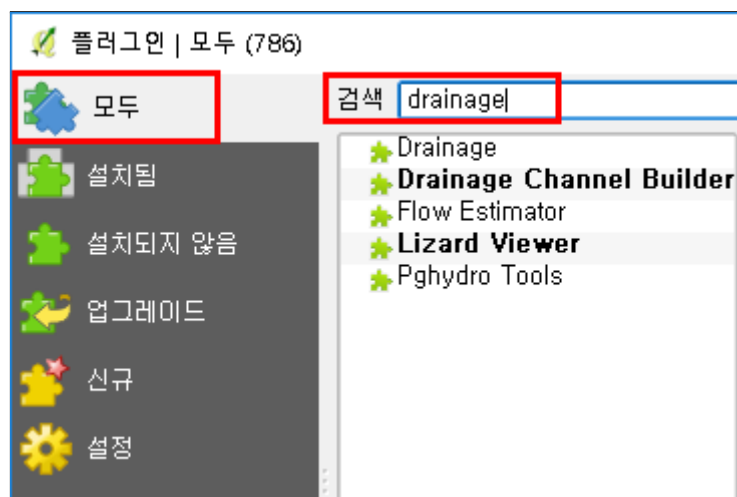 플러그인 | 모두 (786)
모두
설치됨
설치되지 않음
업그레이드
신규
설정
검색 drainage
Drainage
Drainage Channel Builder
Flow Estimator
Lizard Viewer
Pghydro Tools